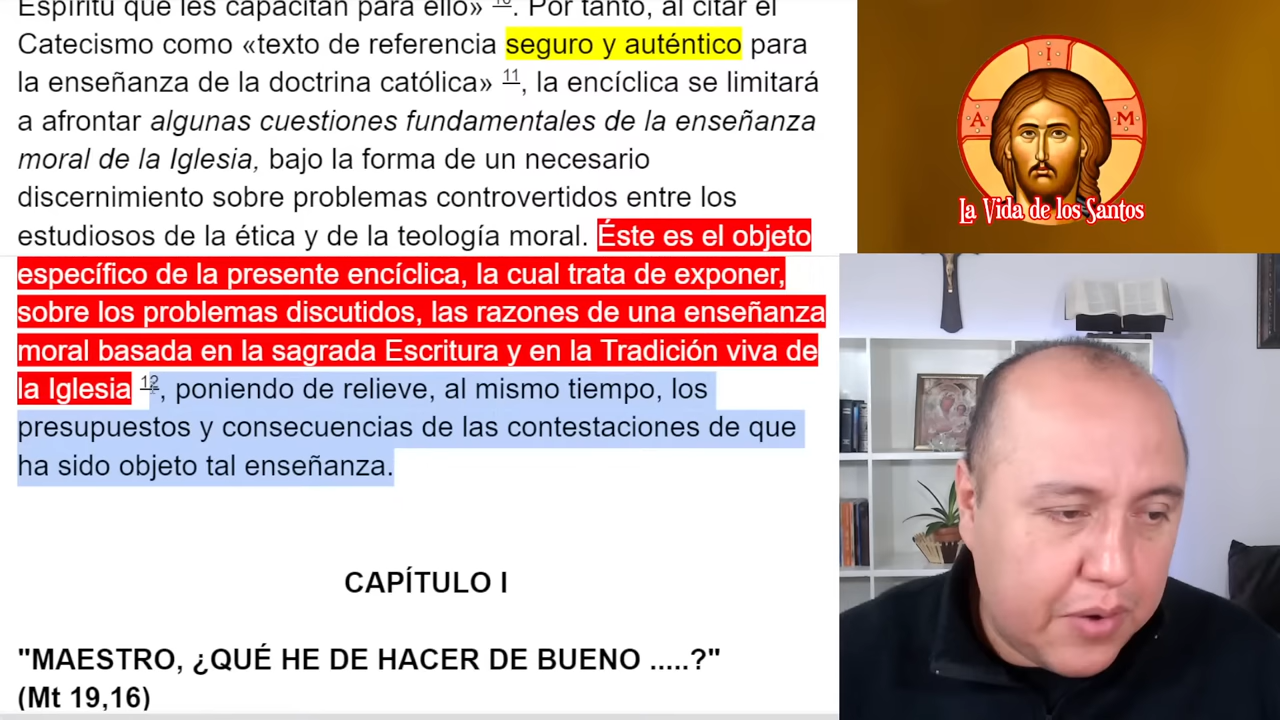 Espíritu que les capacitan para ello» 10. Por tanto, al citar el
Catecismo como «texto de referencia seguro y auténtico para
la enseñanza de la doctrina católica» 11, la encíclica se limitará
a afrontar algunas cuestiones fundamentales de la enseñanza
moral de la Iglesia, bajo la forma de un necesario
discernimiento sobre problemas controvertidos entre los
estudiosos de la ética y de la teología moral. Éste es el objeto
específico de la presente encíclica, la cual trata de exponer,
sobre los problemas discutidos, las razones de una enseñanza
moral basada en la sagrada Escritura y en la Tradición viva de
la Iglesia 12, poniendo de relieve, al mismo tiempo, los
presupuestos y consecuencias de las contestaciones de que
ha sido objeto tal enseñanza.
CAPÍTULO I
"MAESTRO, ¿QUÉ HE DE HACER DE BUENO .....?"
(Mt 19,16)
I
A M
La Vida de los Santos